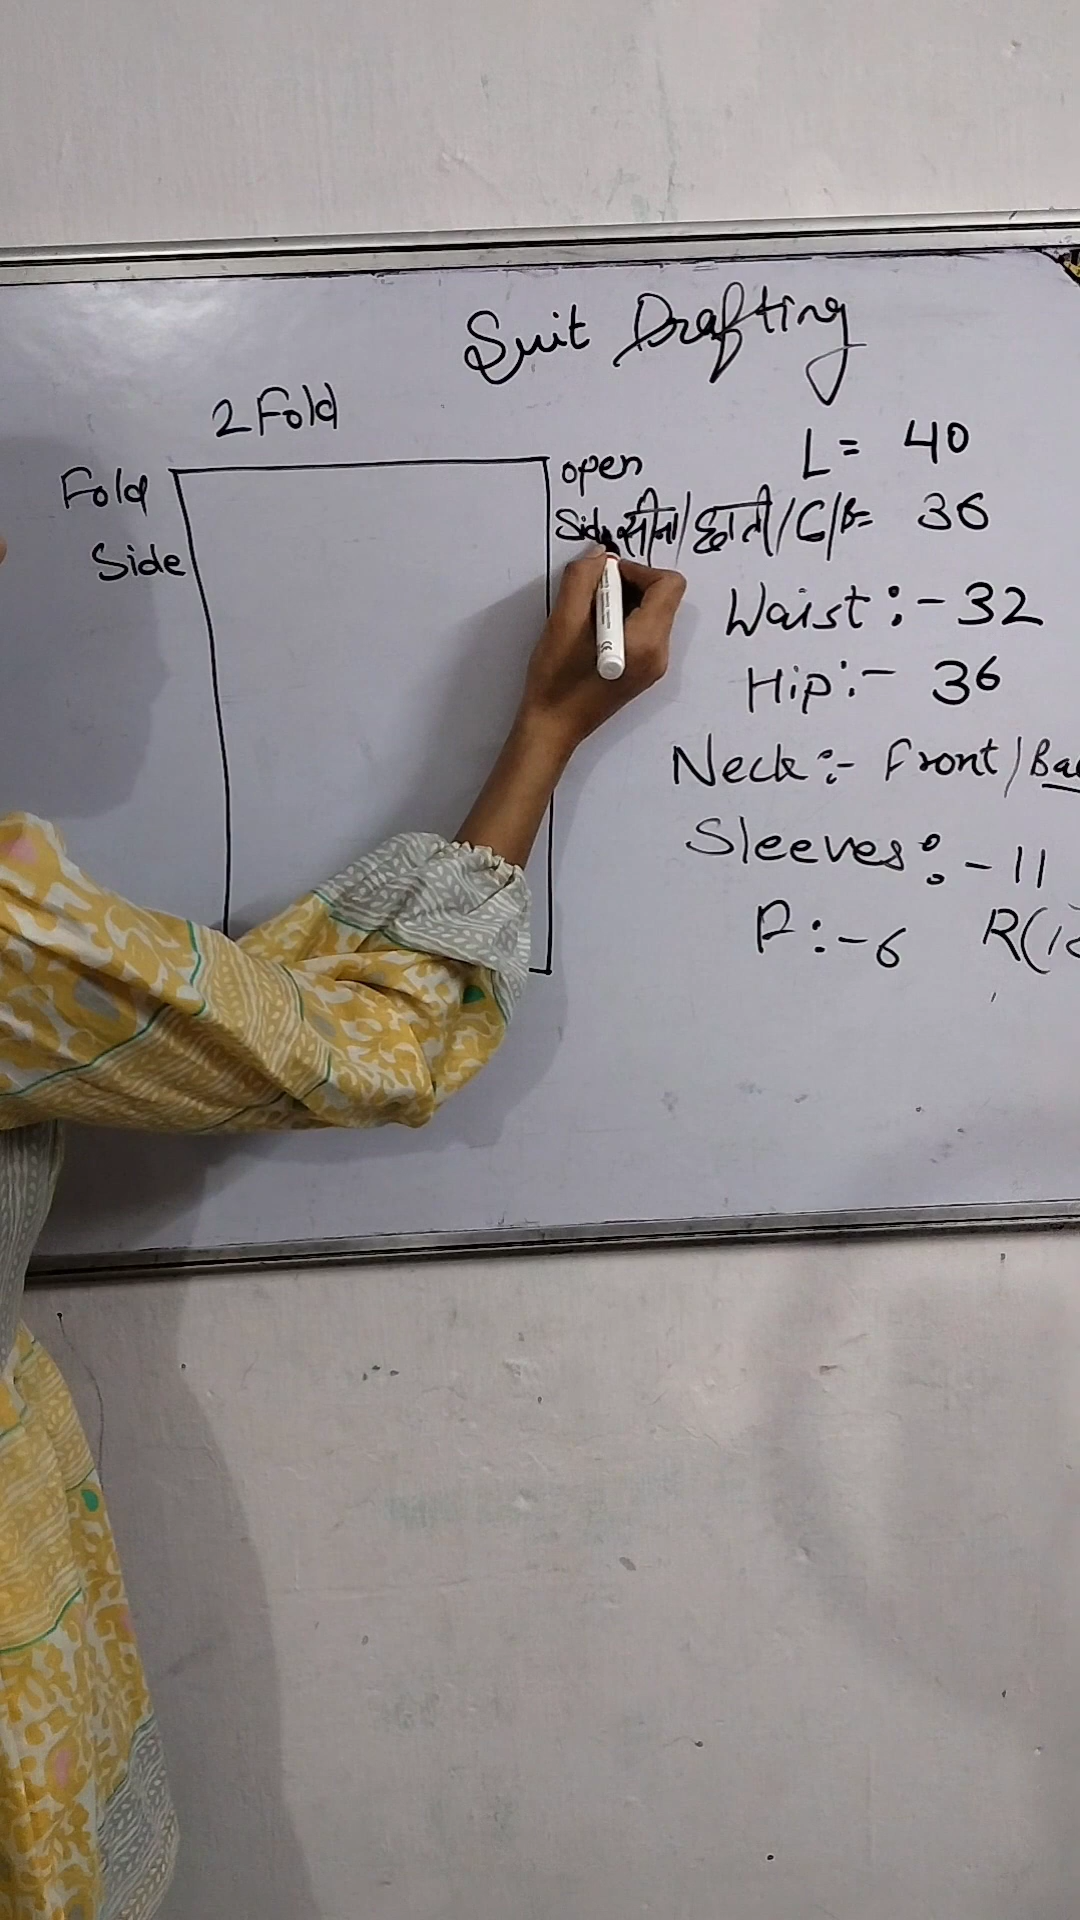 Suit Drafting
2 Fold
Fold
Side
open
Side
L = 40
सीना/छाती/C/B= 36
Waist :- 32
Hip :- 36
Neck :- Front/Ba
Sleeves :- 11
:-6 R(